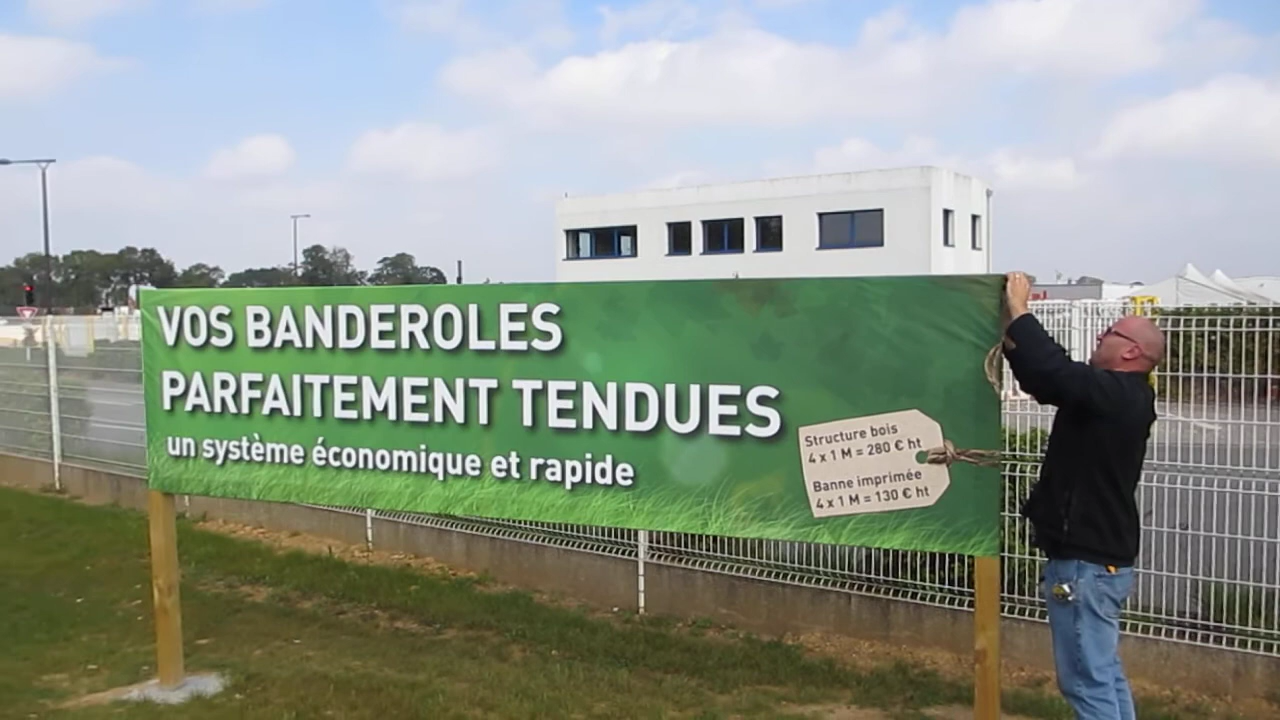 VOS BANDEROLES
PARFAITEMENT TENDUES
un système économique et rapide
Structure bois
4 x 1 M = 280 € ht
Banne imprimée
4 x 1 M = 130 € ht